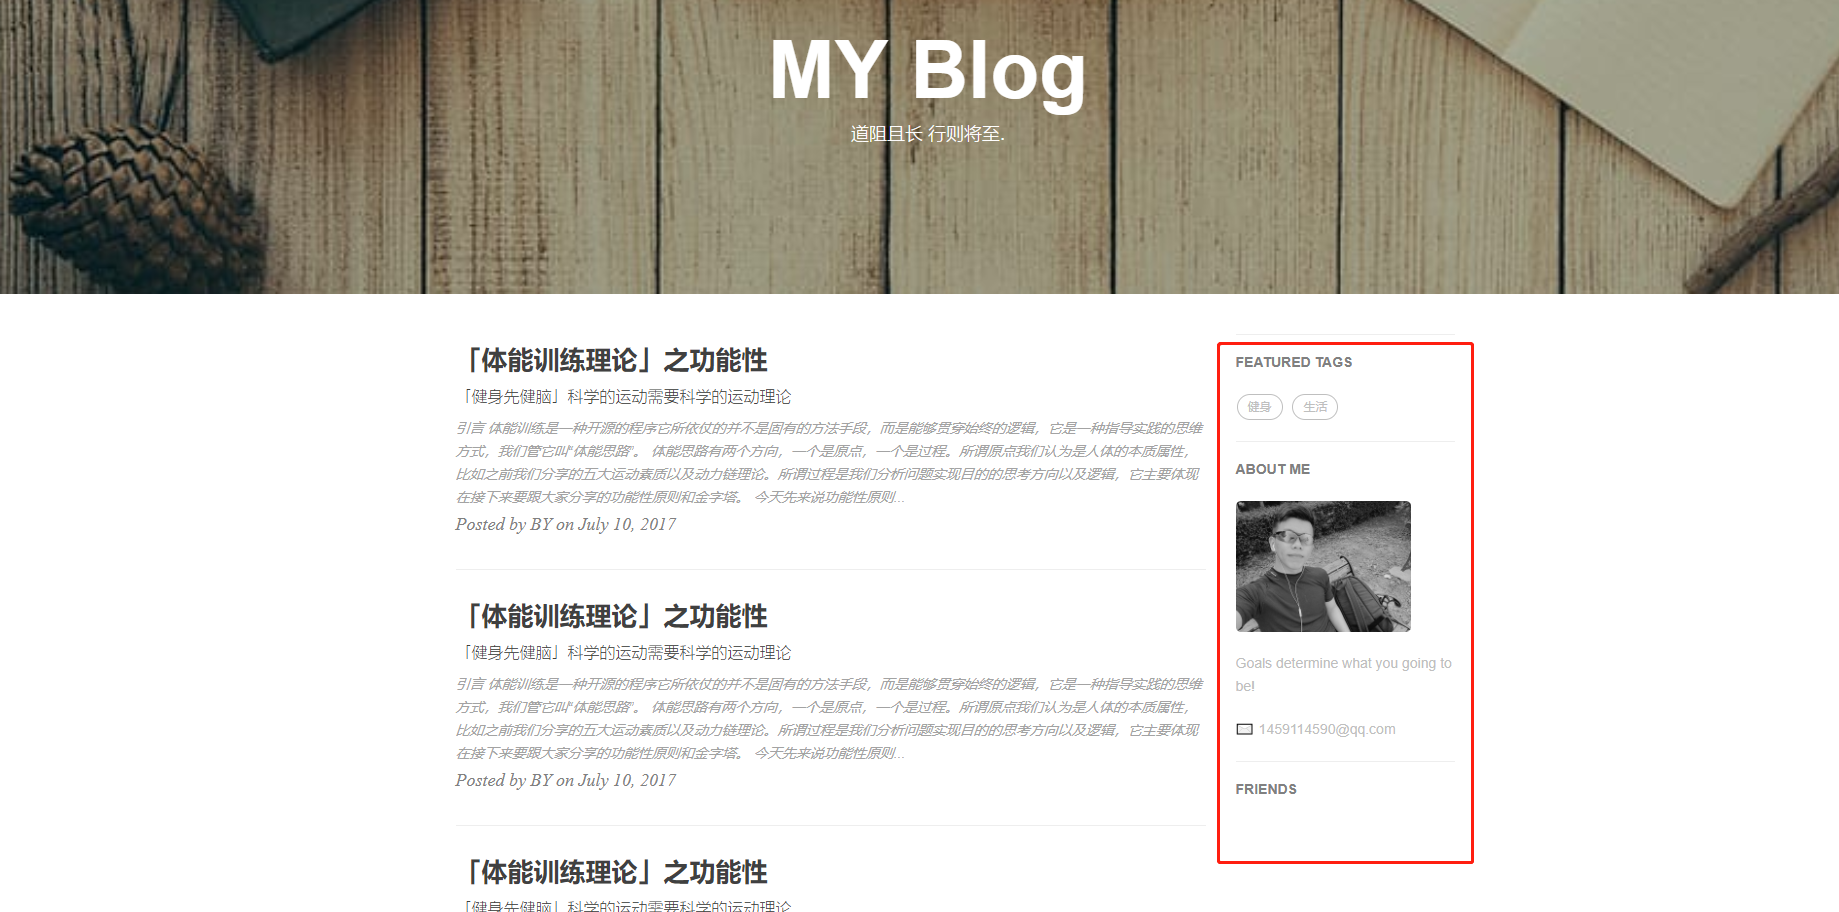 MY Blog
道阻且长 行则将至.
「体能训练理论」之功能性
「健身先健脑」科学的运动需要科学的运动理论
引言 体能训练是一种开源的程序它所依仗的并不是固有的方法手段，而是能够贯穿始终的逻辑，它是一种指导实践的思维
方式，我们管它叫“体能思路”。 体能思路有两个方向，一个是原点，一个是过程。所谓原点我们认为是人体的本质属性，
比如之前我们分享的五大运动素质以及动力链理论。所谓过程是我们分析问题实现目的的思考方向以及逻辑，它主要体现
在接下来要跟大家分享的功能性原则和金字塔。 今天先来说功能性原则...
Posted by BY on July 10, 2017
「体能训练理论」之功能性
「健身先健脑」科学的运动需要科学的运动理论
引言 体能训练是一种开源的程序它所依仗的并不是固有的方法手段，而是能够贯穿始终的逻辑，它是一种指导实践的思维
方式，我们管它叫“体能思路”。 体能思路有两个方向，一个是原点，一个是过程。所谓原点我们认为是人体的本质属性，
比如之前我们分享的五大运动素质以及动力链理论。所谓过程是我们分析问题实现目的的思考方向以及逻辑，它主要体现
在接下来要跟大家分享的功能性原则和金字塔。 今天先来说功能性原则...
Posted by BY on July 10, 2017
「体能训练理论」之功能性
「健身先健脑」科学的运动需要科学的运动理论
FEATURED TAGS
健身 生活
ABOUT ME
Goals determine what you going to
be!
1459114590@qq.com
FRIENDS